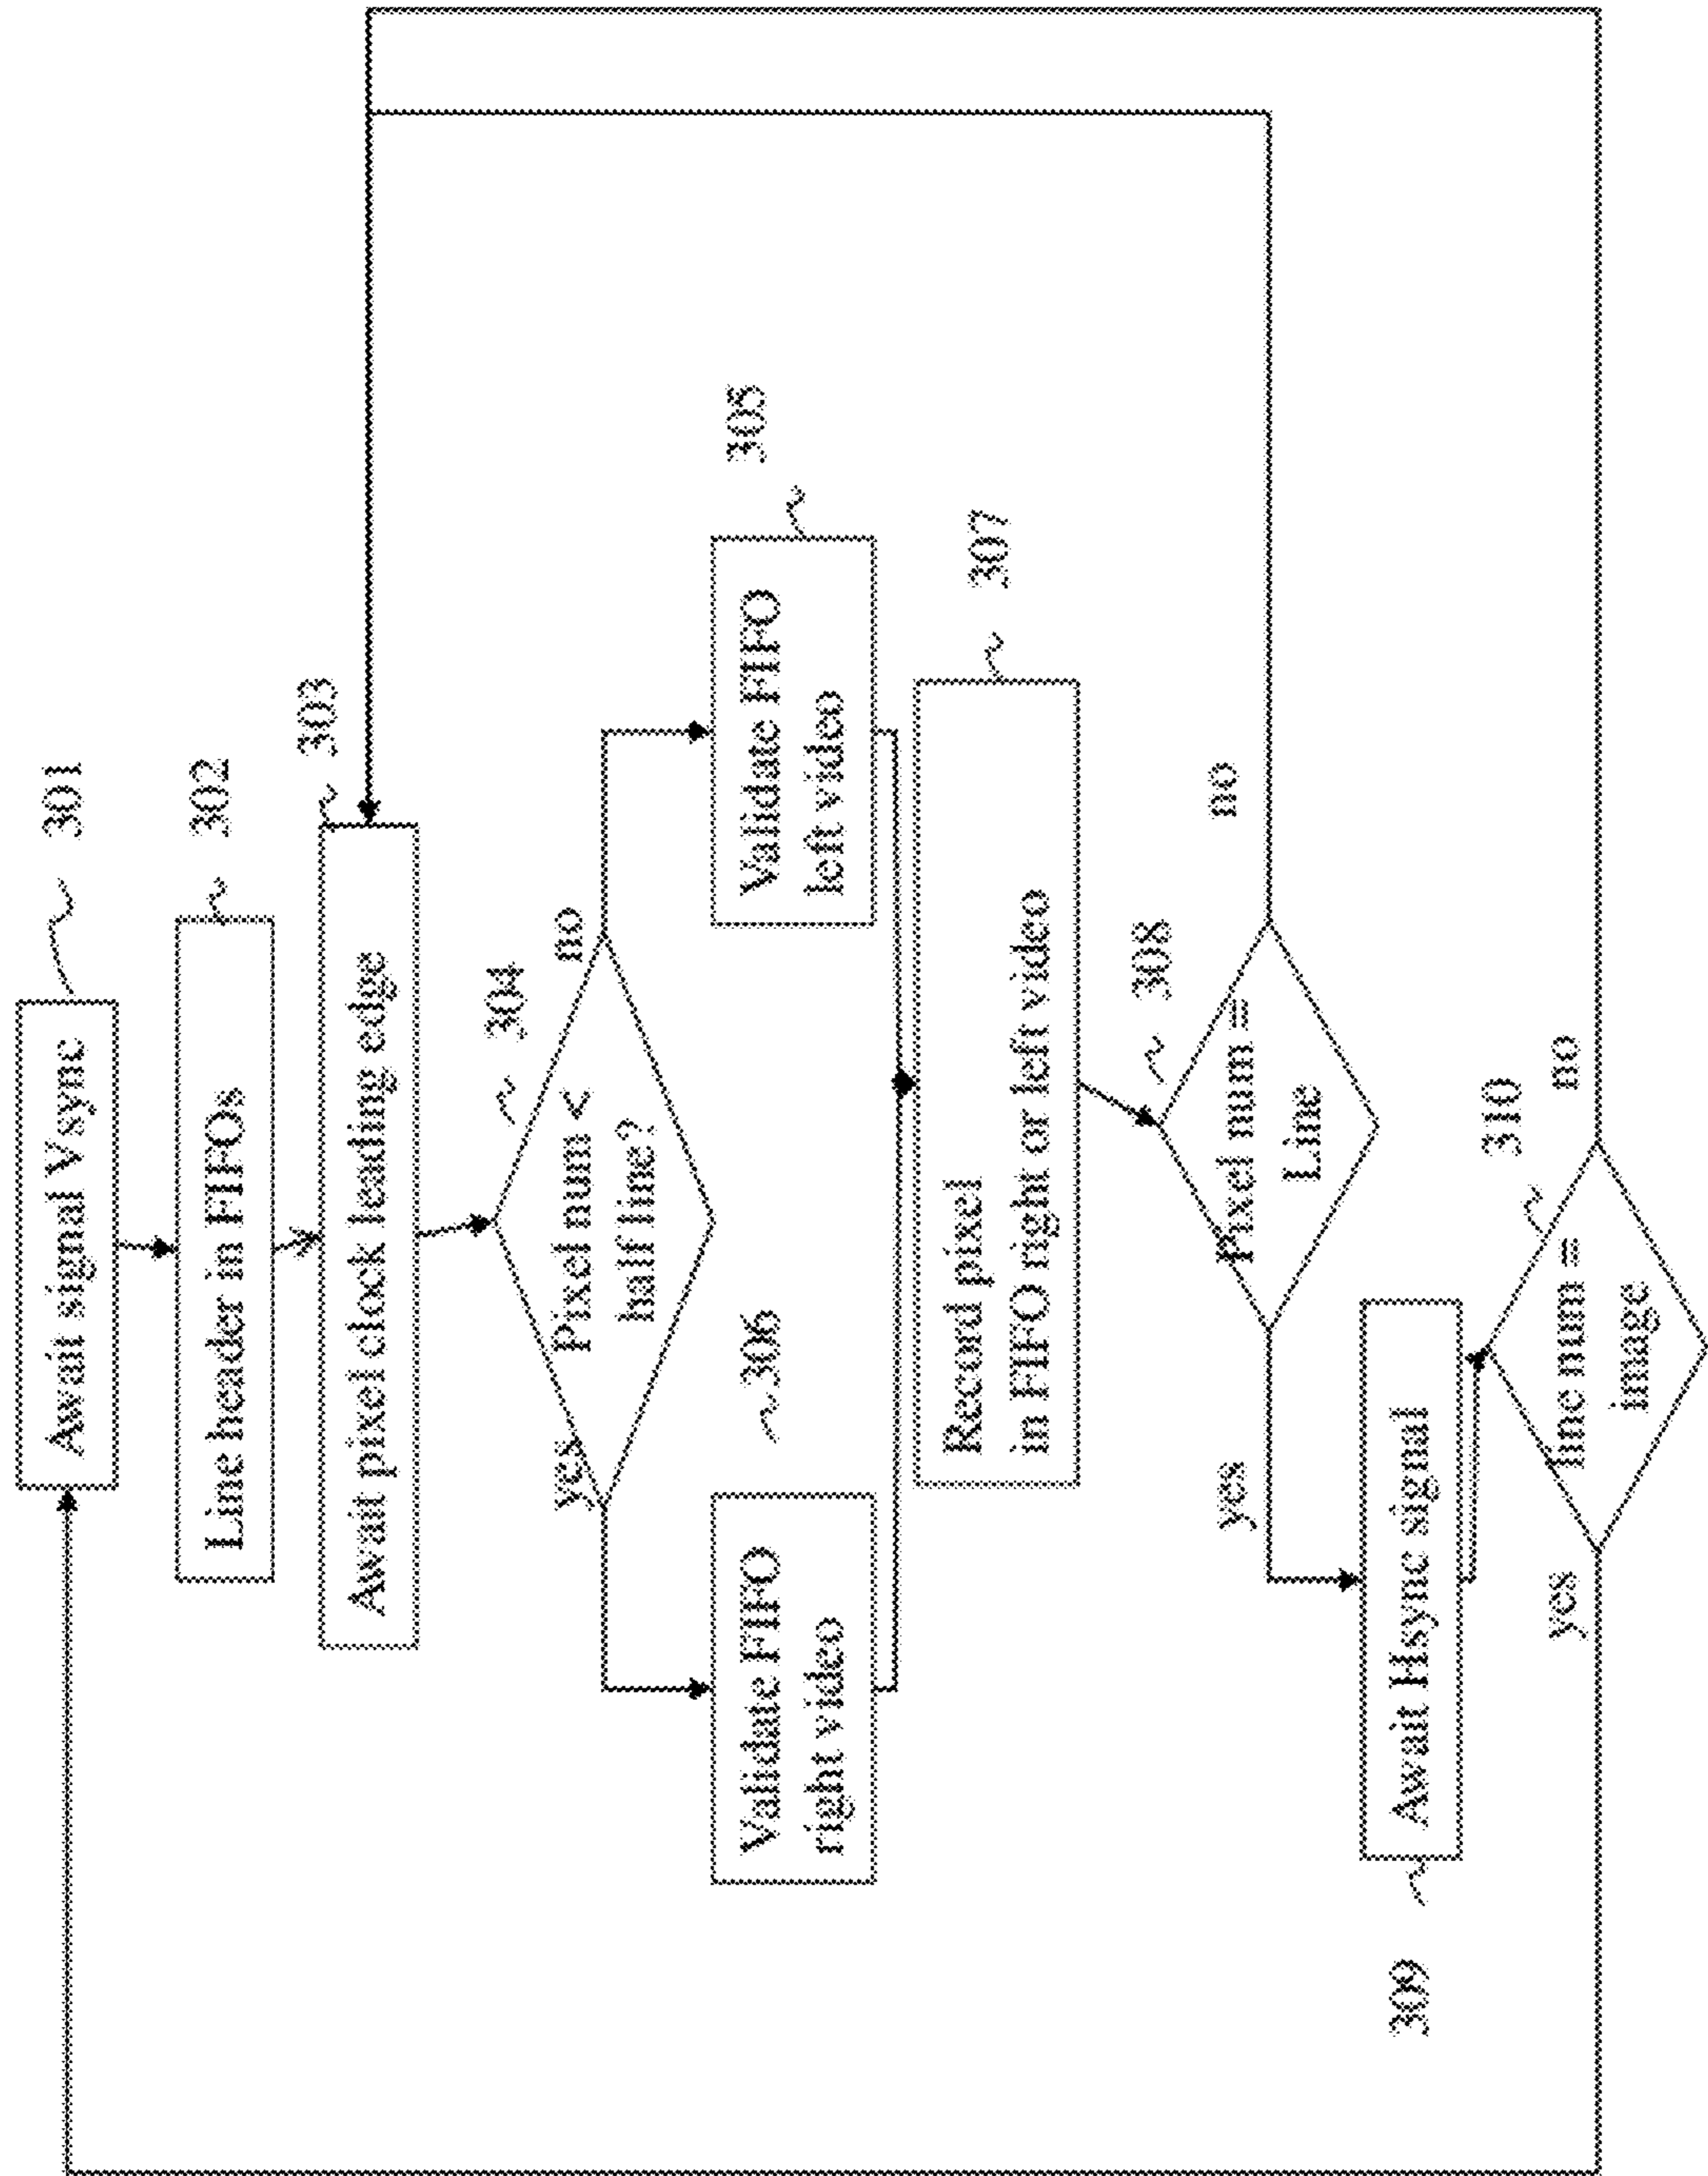 Await signal Vsync
301
Line header in FIFOs
302
Await pixel clock leading edge
303
Pixel num <
half line?
304
yes
no
Validate FIFO
right video
306
Validate FIFO
left video
305
Record pixel
in FIFO right or left video
307
Pixel num =
Line
308
yes
no
Await Hsync signal
309
line num =
image
310
yes
no